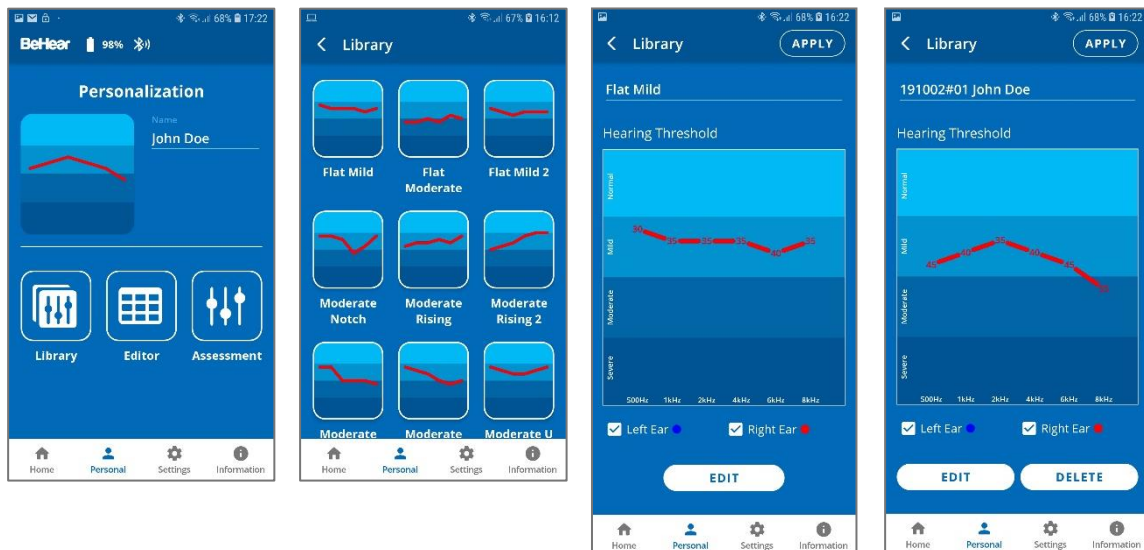 68% 17:22
BeHear 98%
Personalization
Name
John Doe
Library Editor Assessment
Home Personal Settings Information
67% 16:12
Library
Flat Mild Flat Moderate Flat Mild 2
Moderate Notch Moderate Rising Moderate Rising 2
Moderate Moderate Moderate U
Home Personal Settings Information
68% 16:22
Library APPLY
Flat Mild
Hearing Threshold
Normal
Mild
Moderate
Severe
30 35 35 35 40 35
500Hz 1kHz 2kHz 4kHz 6kHz 8kHz
Left Ear Right Ear
EDIT
Home Personal Settings Information
68% 16:22
Library APPLY
191002#01 John Doe
Hearing Threshold
Normal
Mild
Moderate
Severe
45 40 35 40 45
500Hz 1kHz 2kHz 4kHz 6kHz 8kHz
Left Ear Right Ear
EDIT DELETE
Home Personal Settings Information